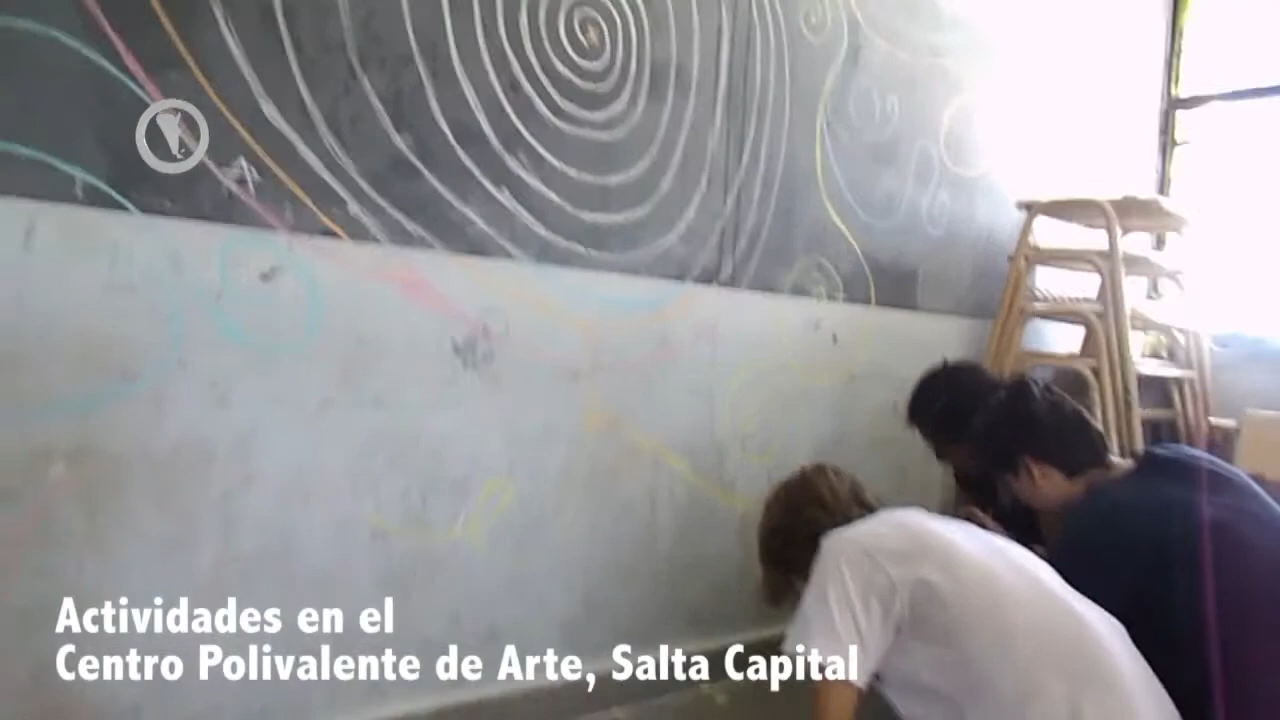 Actividades en el
Centro Polivalente de Arte, Salta Capital